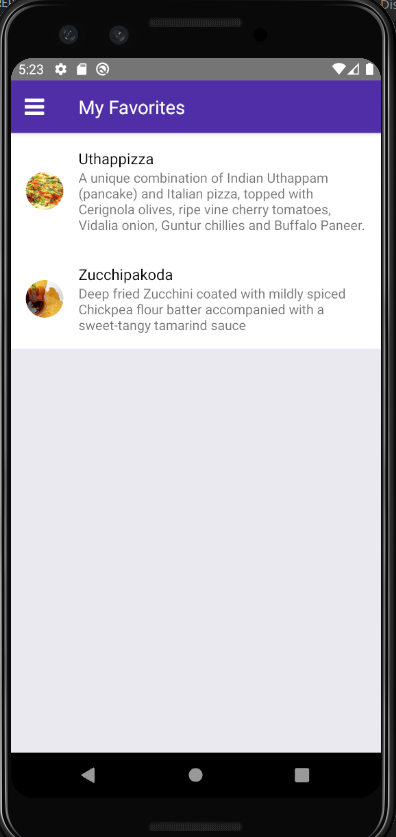 5:23
My Favorites
Uthappizza
A unique combination of Indian Uthappam
(pancake) and Italian pizza, topped with
Cerignola olives, ripe vine cherry tomatoes,
Vidalia onion, Guntur chillies and Buffalo Paneer.
Zucchipakoda
Deep fried Zucchini coated with mildly spiced
Chickpea flour batter accompanied with a
sweet-tangy tamarind sauce